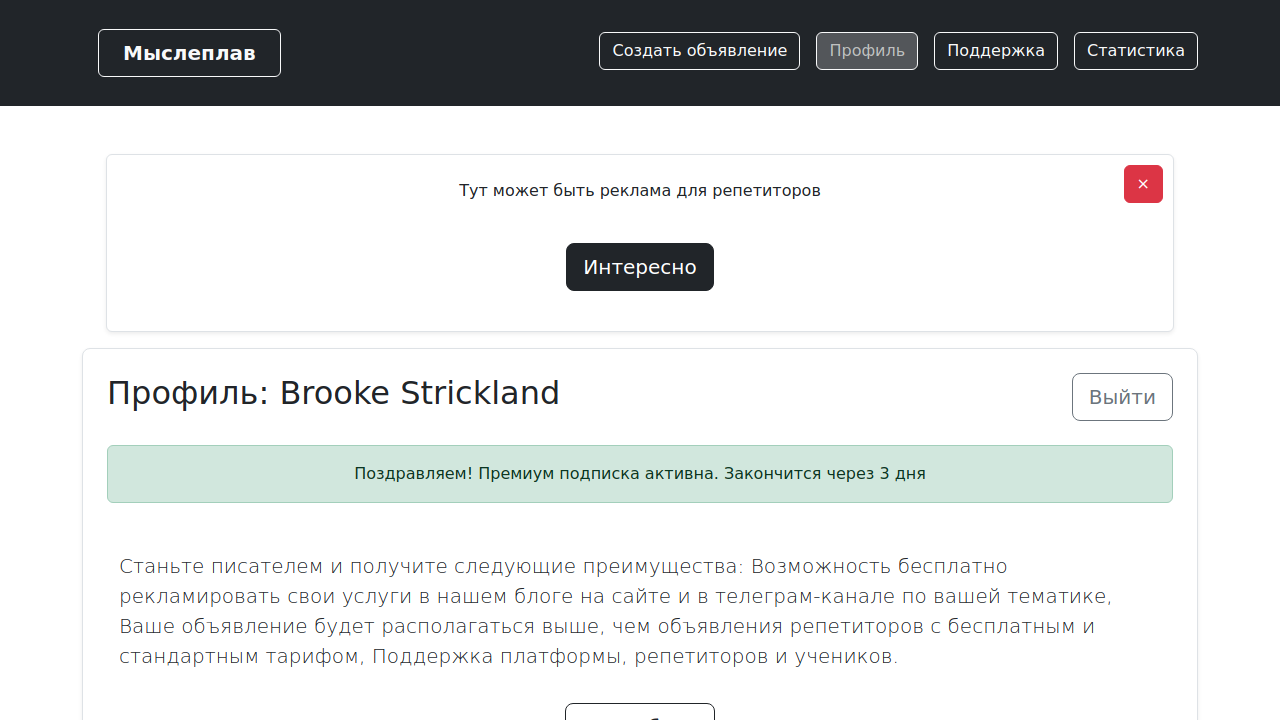 Мыслеплав
Создать объявление
Профиль
Поддержка
Статистика
Тут может быть реклама для репетиторов
×
Интересно
Профиль: Brooke Strickland
Выйти
Поздравляем! Премиум подписка активна. Закончится через 3 дня
Станьте писателем и получите следующие преимущества: Возможность бесплатно
рекламировать свои услуги в нашем блоге на сайте и в телеграм-канале по вашей тематике,
Ваше объявление будет располагаться выше, чем объявления репетиторов с бесплатным и
стандартным тарифом, Поддержка платформы, репетиторов и учеников.